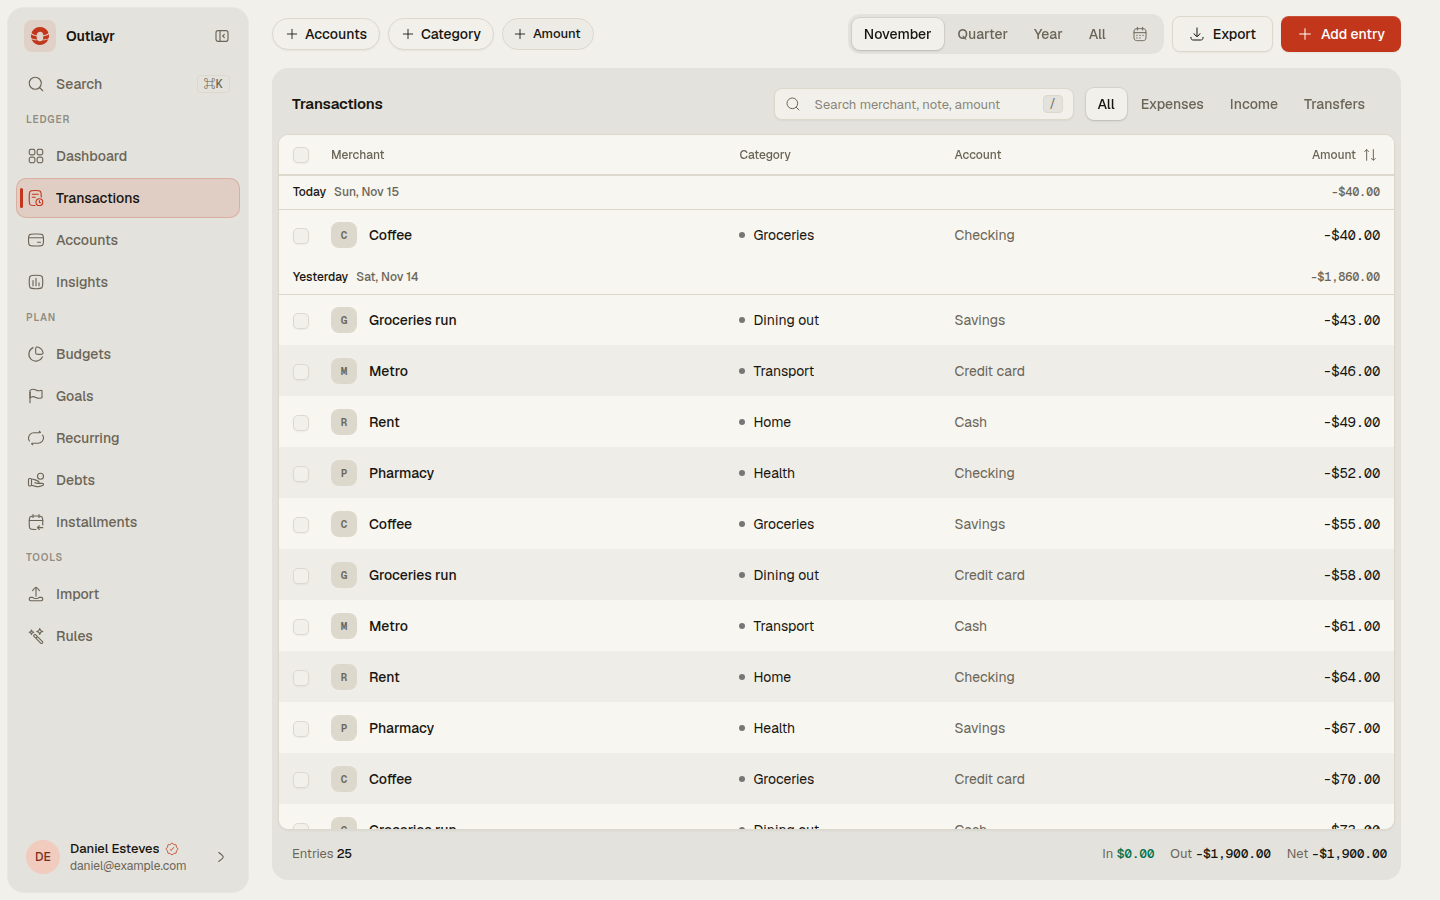 Outlayr
Search ⌘K
LEDGER
Dashboard
Transactions
Accounts
Insights
PLAN
Budgets
Goals
Recurring
Debts
Installments
TOOLS
Import
Rules
DE
Daniel Esteves
daniel@example.com
Accounts Category Amount
November Quarter Year All
Export
Add entry
Transactions
Search merchant, note, amount /
All Expenses Income Transfers
Merchant Category Account Amount
Today Sun, Nov 15 -$40.00
C Coffee Groceries Checking -$40.00
Yesterday Sat, Nov 14 -$1,860.00
G Groceries run Dining out Savings -$43.00
M Metro Transport Credit card -$46.00
R Rent Home Cash -$49.00
P Pharmacy Health Checking -$52.00
C Coffee Groceries Savings -$55.00
G Groceries run Dining out Credit card -$58.00
M Metro Transport Cash -$61.00
R Rent Home Checking -$64.00
P Pharmacy Health Savings -$67.00
C Coffee Groceries Credit card -$70.00
G Groceries run Dining out Cash -$73.00
Entries 25
In $0.00 Out -$1,900.00 Net -$1,900.00